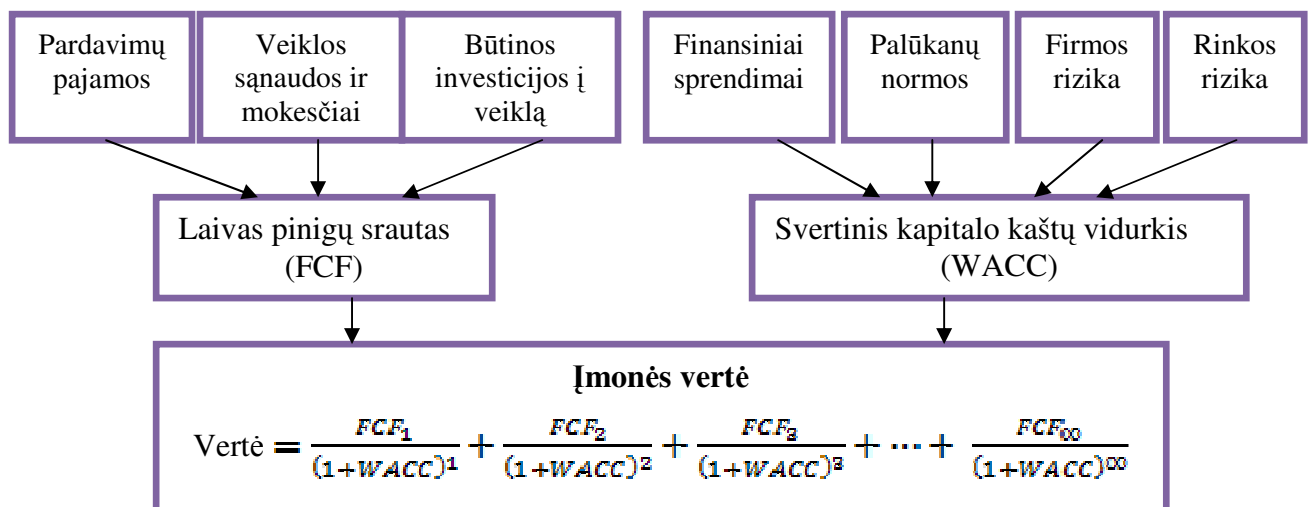 Pardavimų
pajamos
Veiklos
sąnaudos ir
mokesčiai
Būtinos
investicijos į
veiklą
Finansiniai
sprendimai
Palūkanų
normos
Firmos
rizika
Rinkos
rizika
Laivas pinigų srautas
(FCF)
Svertinis kapitalo kaštų vidurkis
(WACC)
Įmonės vertė
Vertė = FCF₁/(1+WACC)¹ + FCF₂/(1+WACC)² + FCF₃/(1+WACC)³ + ⋯ + FCF∞/(1+WACC)^∞